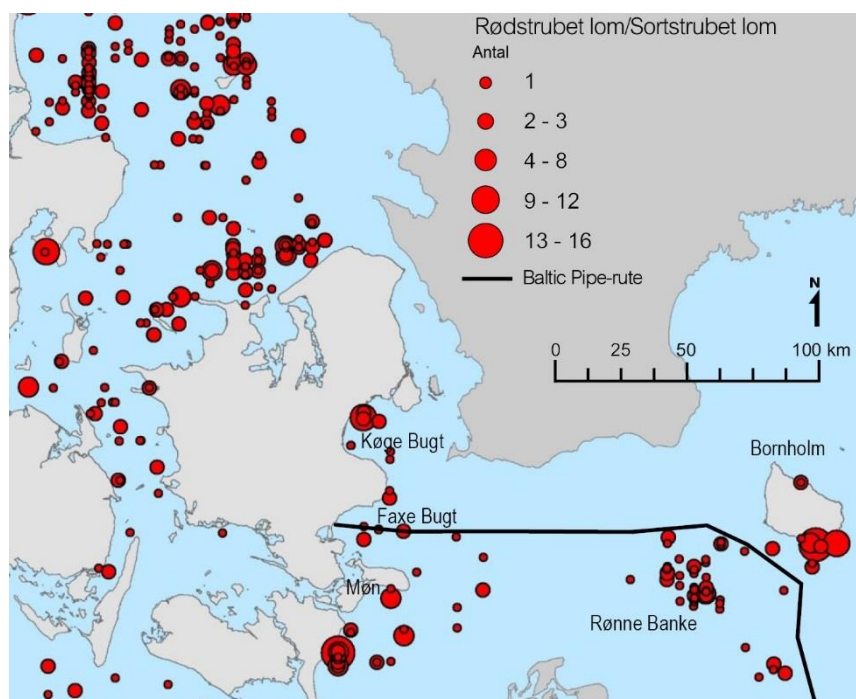 Rødstrubet lom/Sortstrubet lom
Antal
1
2 - 3
4 - 8
9 - 12
13 - 16
Baltic Pipe-rute
N
0 25 50 100 km
Køge Bugt
Bornholm
Faxe Bugt
Møn
Rønne Banke